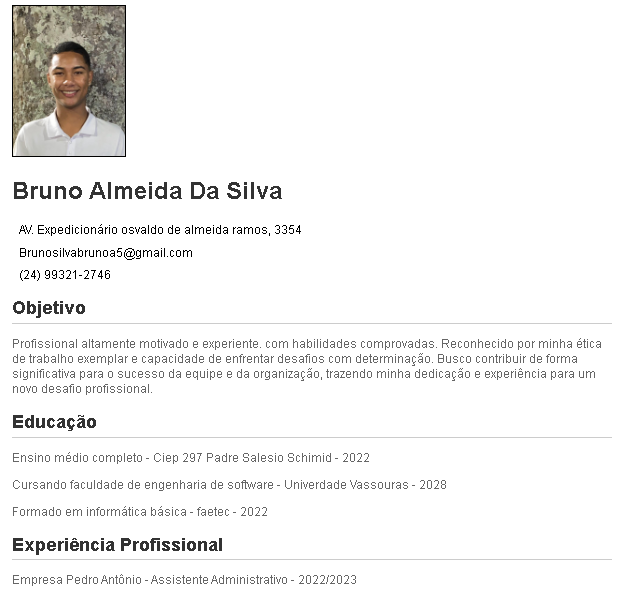 Bruno Almeida Da Silva
AV. Expedicionário osvaldo de almeida ramos, 3354
Brunosilvabrunoa5@gmail.com
(24) 99321-2746
Objetivo
Profissional altamente motivado e experiente. com habilidades comprovadas. Reconhecido por minha ética
de trabalho exemplar e capacidade de enfrentar desafios com determinação. Busco contribuir de forma
significativa para o sucesso da equipe e da organização, trazendo minha dedicação e experiência para um
novo desafio profissional.
Educação
Ensino médio completo - Ciep 297 Padre Salesio Schimid - 2022
Cursando faculdade de engenharia de software - Univerdade Vassouras - 2028
Formado em informática básica - faetec - 2022
Experiência Profissional
Empresa Pedro Antônio - Assistente Administrativo - 2022/2023